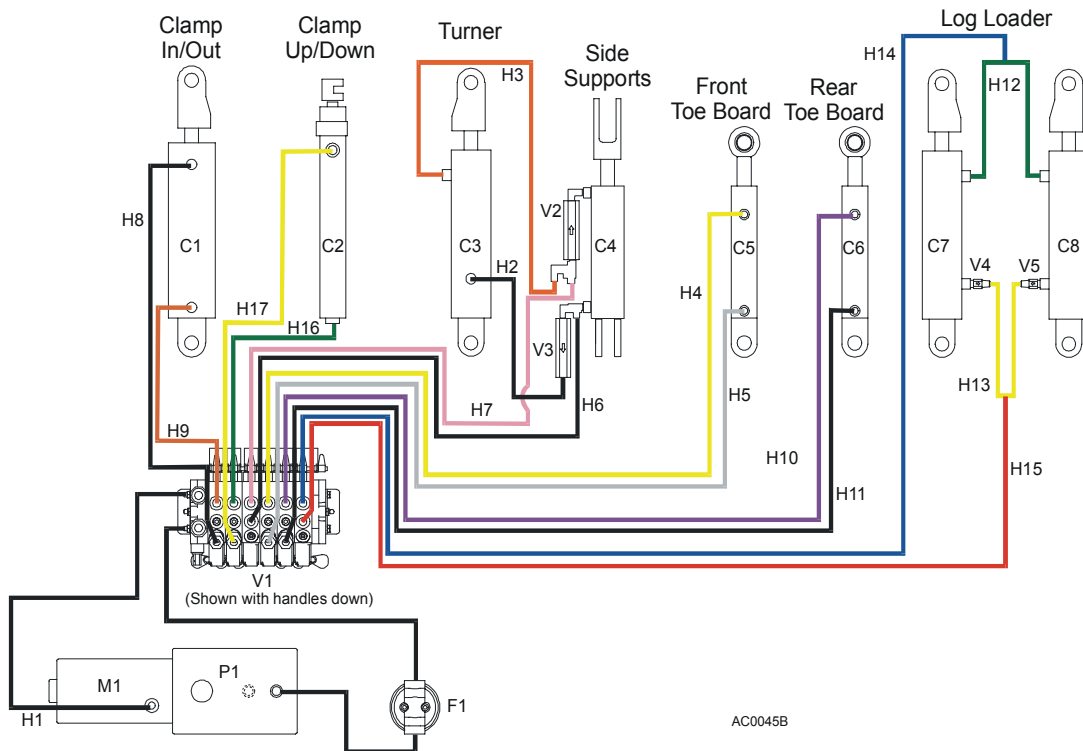 Clamp
In/Out
Clamp
Up/Down
Turner
Side
Supports
Front
Toe Board
Rear
Toe Board
Log Loader
H14
H3
H12
H8
V2
C1
C2
C3
C4
C5
C6
C7
C8
H2
V4
V5
H4
H17
H16
V3
H13
H5
H7
H6
H9
H10
H15
H11
V1
(Shown with handles down)
M1
P1
F1
H1
AC0045B